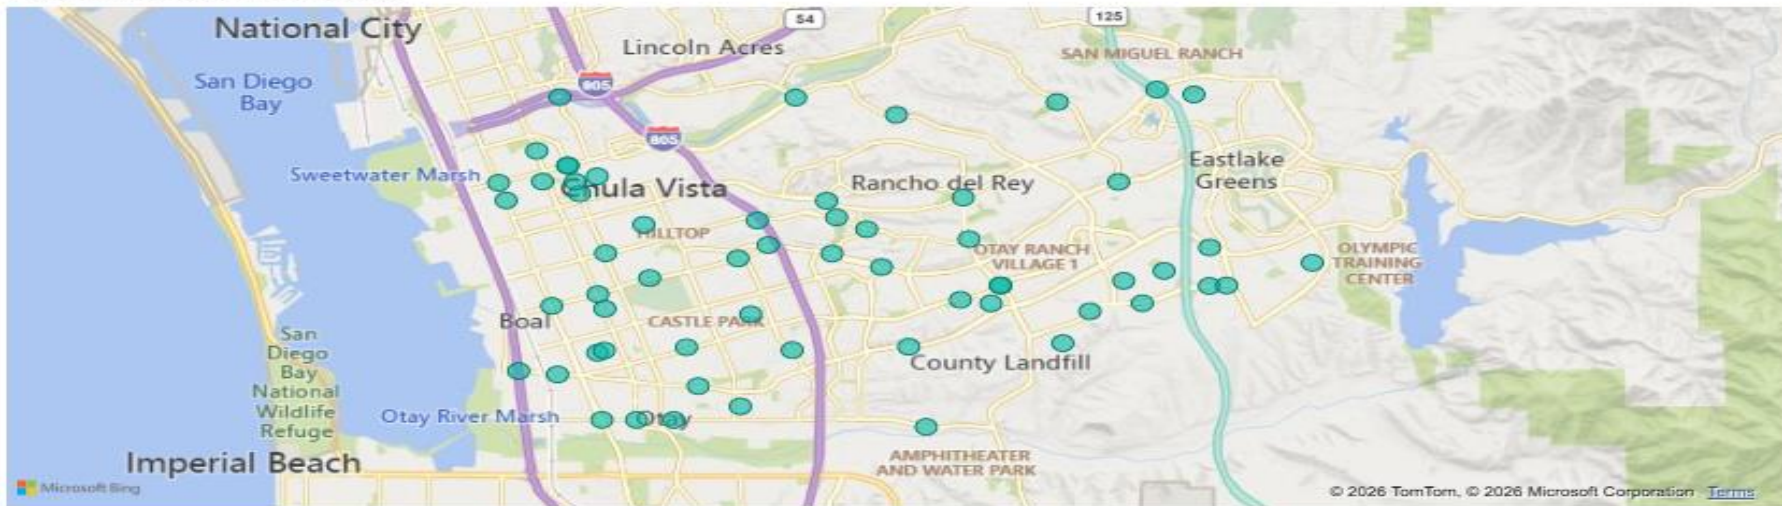 54
125
National City
Lincoln Acres
SAN MIGUEL RANCH
San Diego
Bay
805
805
Sweetwater Marsh
Chula Vista
Rancho del Rey
Eastlake
Greens
HILLTOP
OTAY RANCH
VILLAGE 1
OLYMPIC
TRAINING
CENTER
Boal
CASTLE PARK
San
Diego
Bay
National
Wildlife
Refuge
County Landfill
Otay River Marsh
Otay
Imperial Beach
AMPHITHEATER
AND WATER PARK
Microsoft Bing
© 2026 TomTom, © 2026 Microsoft Corporation Terms